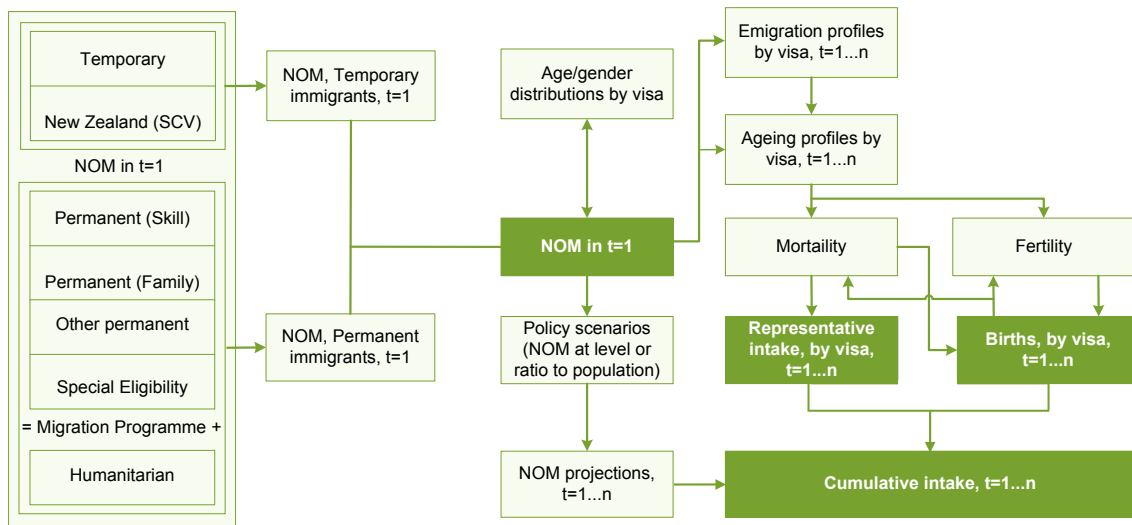 Temporary
New Zealand (SCV)
NOM in t=1
Permanent (Skill)
Permanent (Family)
Other permanent
Special Eligibility
= Migration Programme +
Humanitarian
NOM, Temporary
immigrants, t=1
NOM, Permanent
immigrants, t=1
Age/gender
distributions by visa
NOM in t=1
Policy scenarios
(NOM at level or
ratio to population)
NOM projections,
t=1...n
Emigration profiles
by visa, t=1...n
Ageing profiles by
visa, t=1...n
Mortaility
Fertility
Representative
intake, by visa,
t=1...n
Births, by visa,
t=1...n
Cumulative intake, t=1...n